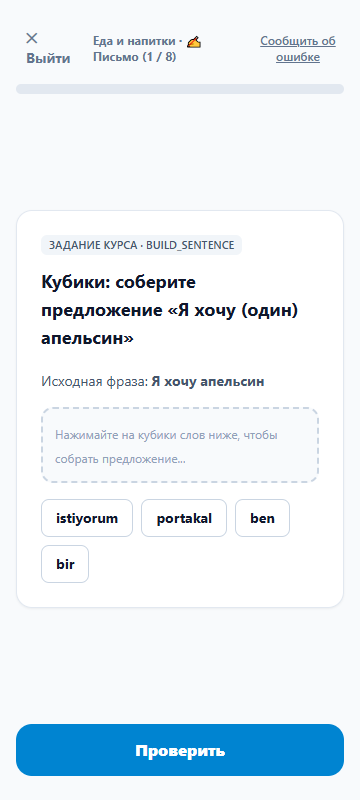 Выйти
Еда и напитки · ✍️
Письмо (1 / 8)
Сообщить об
ошибке
ЗАДАНИЕ КУРСА · BUILD_SENTENCE
Кубики: соберите
предложение «Я хочу (один)
апельсин»
Исходная фраза: Я хочу апельсин
Нажимайте на кубики слов ниже, чтобы
собрать предложение...
istiyorum portakal ben
bir
Проверить